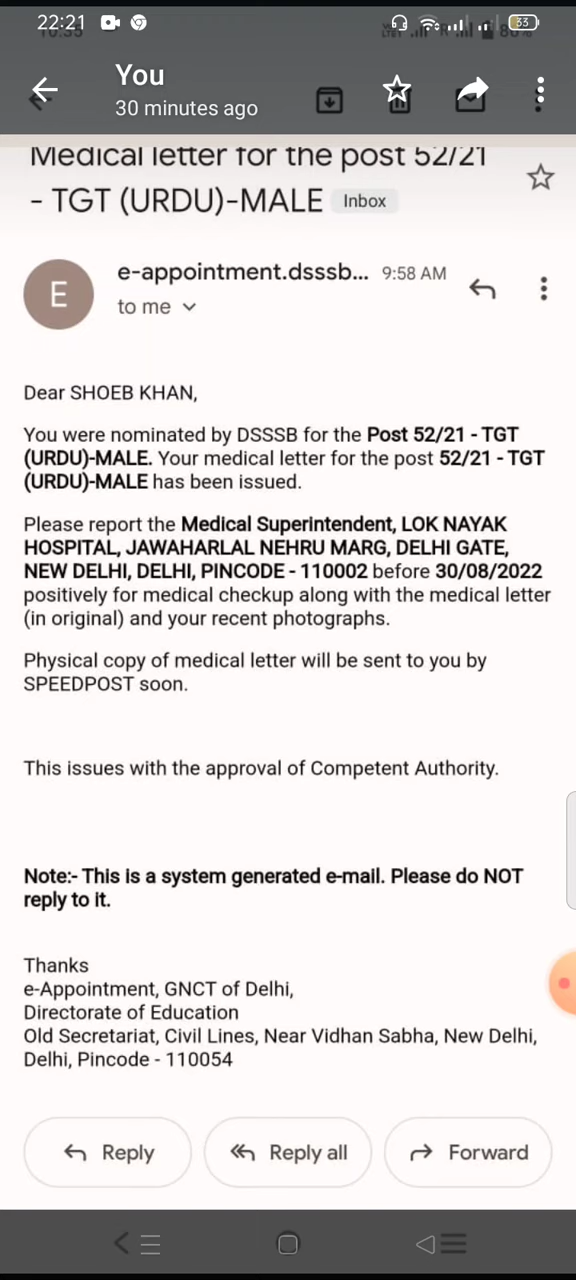 22:21
33
You
30 minutes ago
Medical letter for the post 52/21
- TGT (URDU)-MALE Inbox
E
e-appointment.dsssb... 9:58 AM
to me
Dear SHOEB KHAN,
You were nominated by DSSSB for the Post 52/21 - TGT
(URDU)-MALE. Your medical letter for the post 52/21 - TGT
(URDU)-MALE has been issued.
Please report the Medical Superintendent, LOK NAYAK
HOSPITAL, JAWAHARLAL NEHRU MARG, DELHI GATE,
NEW DELHI, DELHI, PINCODE - 110002 before 30/08/2022
positively for medical checkup along with the medical letter
(in original) and your recent photographs.
Physical copy of medical letter will be sent to you by
SPEEDPOST soon.
This issues with the approval of Competent Authority.
Note:- This is a system generated e-mail. Please do NOT
reply to it.
Thanks
e-Appointment, GNCT of Delhi,
Directorate of Education
Old Secretariat, Civil Lines, Near Vidhan Sabha, New Delhi,
Delhi, Pincode - 110054
Reply
Reply all
Forward